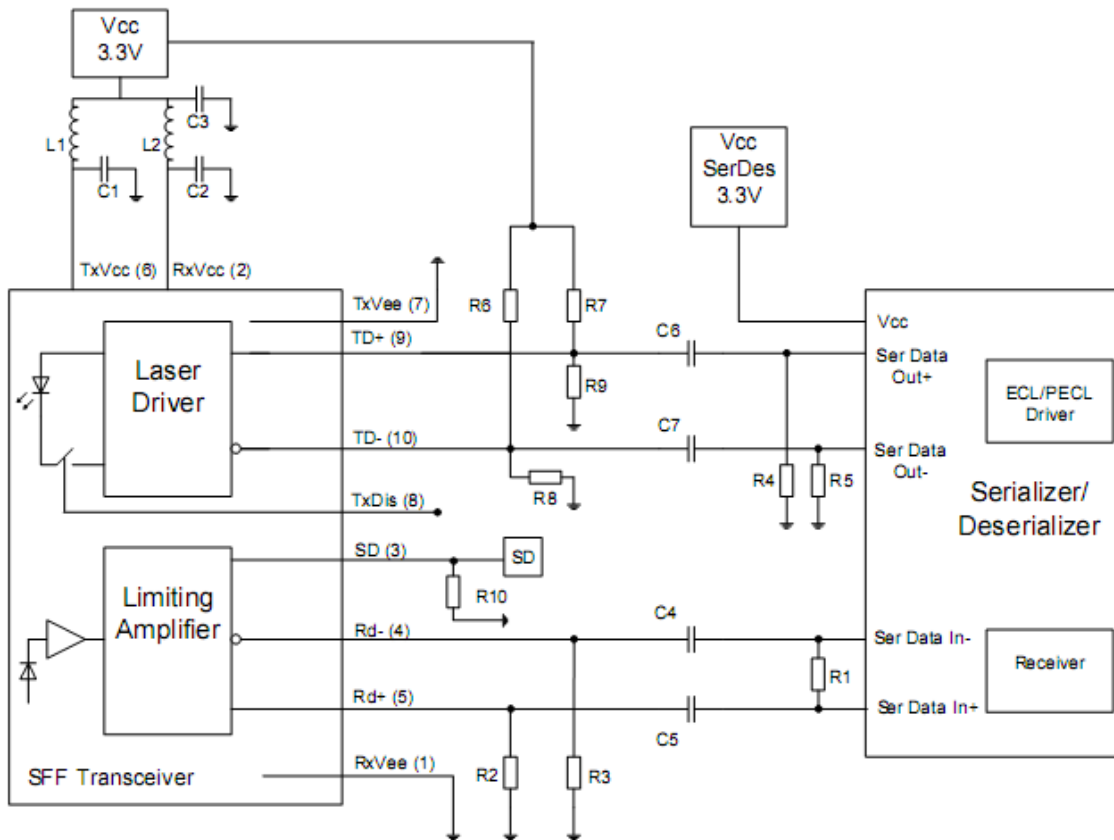 Vcc
3.3V
C3
L1
L2
C1
C2
Vcc
SerDes
3.3V
TxVcc (6)
RxVcc (2)
TxVee (7)
R6
R7
C6
Vcc
TD+ (9)
Ser Data
Out+
Laser
Driver
R9
ECL/PECL
Driver
C7
TD- (10)
Ser Data
Out-
R8
R4
R5
TxDis (8)
Serializer/
Deserializer
SD (3)
SD
R10
Limiting
Amplifier
C4
Rd- (4)
Ser Data In-
R1
Receiver
Rd+ (5)
Ser Data In+
C5
RxVee (1)
R2
R3
SFF Transceiver